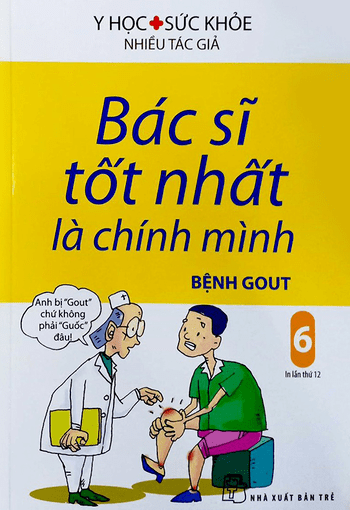 Y HỌC+SỨC KHỎE
NHIỀU TÁC GIẢ
Bác sĩ
tốt nhất
là chính mình
BỆNH GOUT
Anh bị "Gout"
chứ không
phải "Guốc"
đâu!
6
In lần thứ 12
NHÀ XUẤT BẢN TRẺ